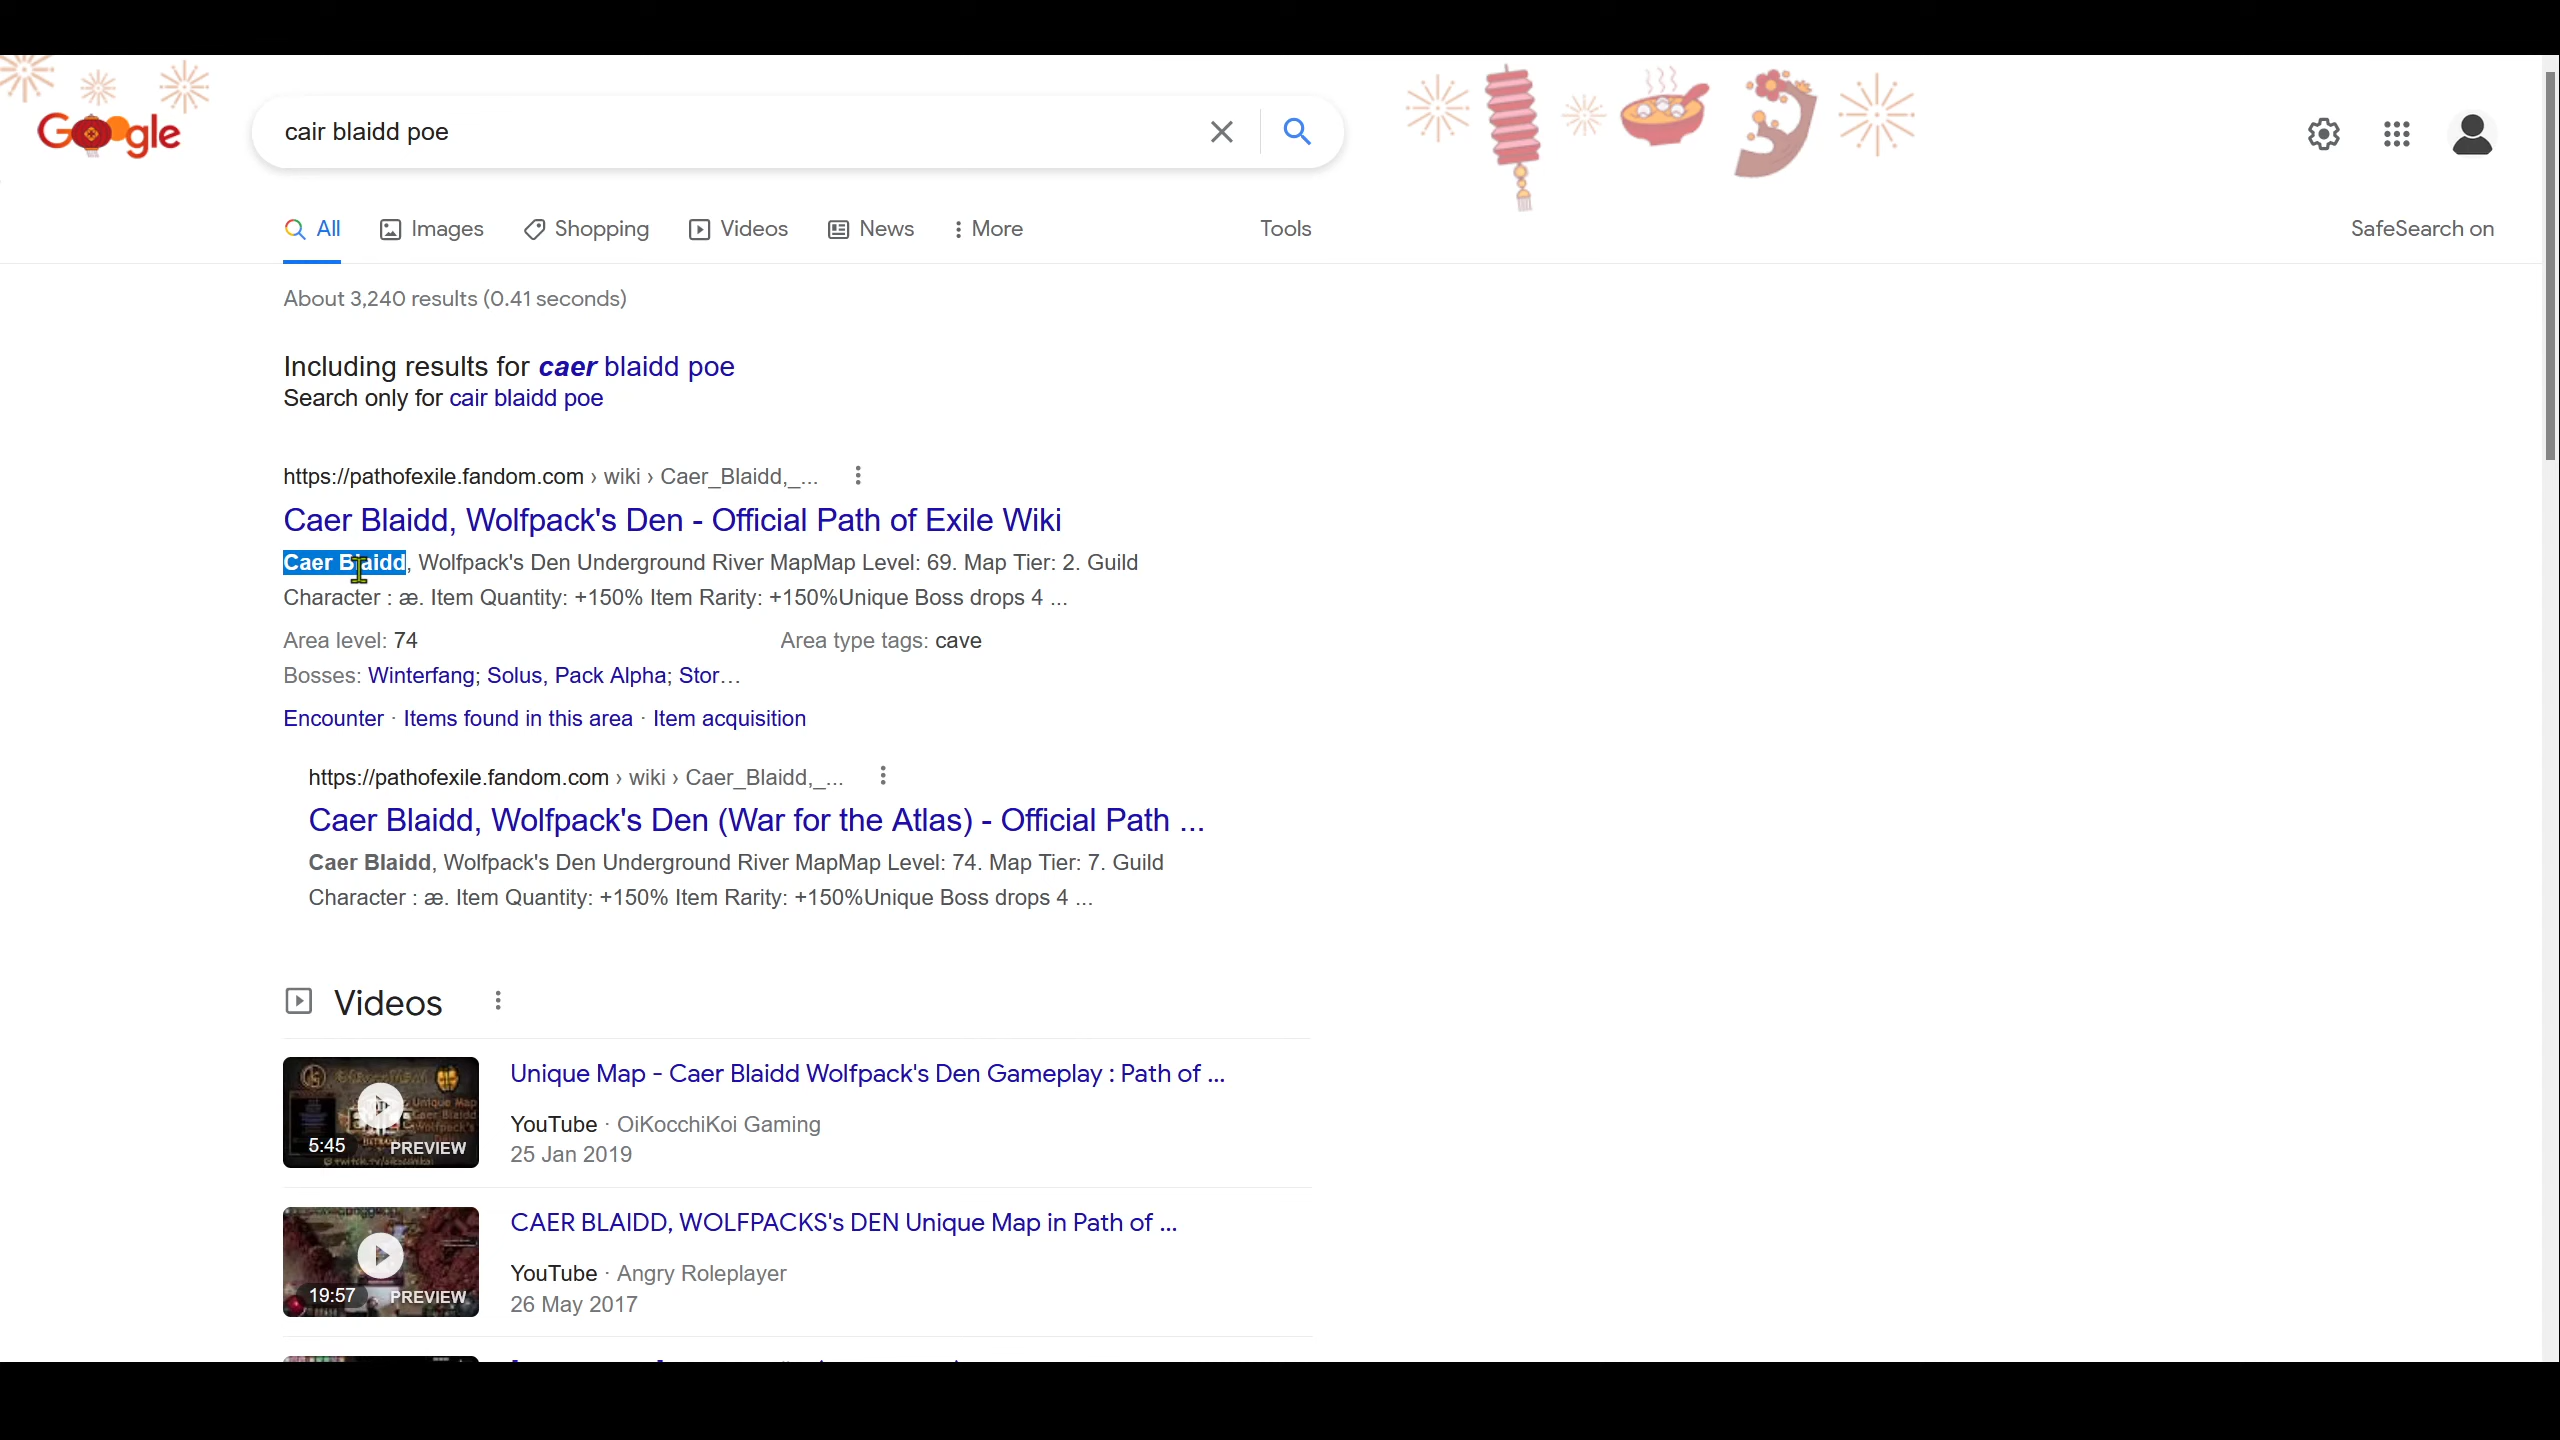 Google
cair blaidd poe
All Images Shopping Videos News More Tools SafeSearch on
About 3,240 results (0.41 seconds)
Including results for caer blaidd poe
Search only for cair blaidd poe
https://pathofexile.fandom.com › wiki › Caer_Blaidd,_...
Caer Blaidd, Wolfpack's Den - Official Path of Exile Wiki
Caer Blaidd, Wolfpack's Den Underground River MapMap Level: 69. Map Tier: 2. Guild
Character : æ. Item Quantity: +150% Item Rarity: +150%Unique Boss drops 4 ...
Area level: 74 Area type tags: cave
Bosses: Winterfang; Solus, Pack Alpha; Stor...
Encounter · Items found in this area · Item acquisition
https://pathofexile.fandom.com › wiki › Caer_Blaidd,_...
Caer Blaidd, Wolfpack's Den (War for the Atlas) - Official Path ...
Caer Blaidd, Wolfpack's Den Underground River MapMap Level: 74. Map Tier: 7. Guild
Character : æ. Item Quantity: +150% Item Rarity: +150%Unique Boss drops 4 ...
Videos
Unique Map - Caer Blaidd Wolfpack's Den Gameplay : Path of ...
YouTube · OiKocchiKoi Gaming
25 Jan 2019
5:45 PREVIEW
CAER BLAIDD, WOLFPACKS's DEN Unique Map in Path of ...
YouTube · Angry Roleplayer
26 May 2017
19:57 PREVIEW